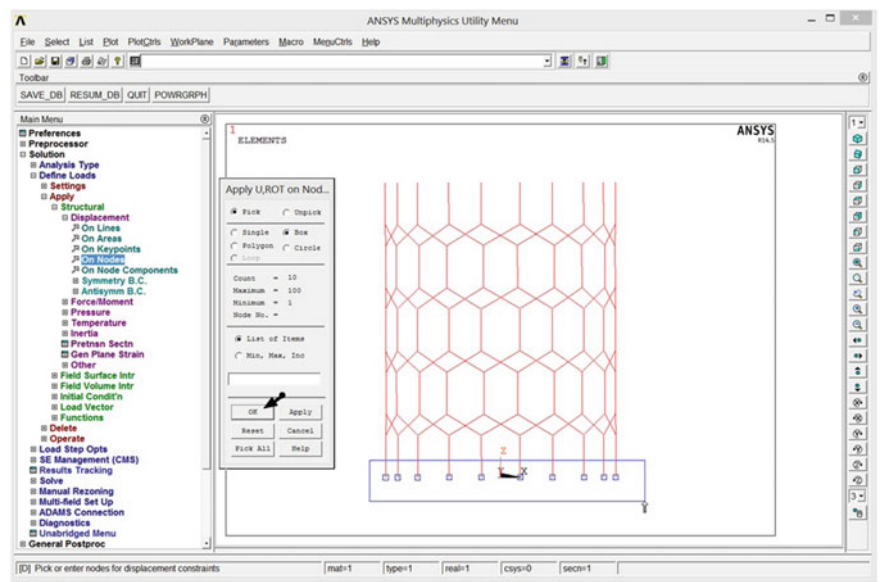 ANSYS Multiphysics Utility Menu
File Select List Plot PlotCtrls WorkPlane Parameters Macro MenuCtrls Help
Toolbar
SAVE_DB RESUM_DB QUIT POWRGRPH
Main Menu
Preferences
Preprocessor
Solution
Analysis Type
Define Loads
Settings
Apply
Structural
Displacement
On Lines
On Areas
On Keypoints
On Nodes
On Node Components
Symmetry B.C.
Antisymm B.C.
Force/Moment
Pressure
Temperature
Inertia
Pretnsn Sectn
Gen Plane Strain
Other
Field Surface Intr
Field Volume Intr
Initial Condit'n
Load Vector
Functions
Delete
Operate
Load Step Opts
SE Management (CMS)
Results Tracking
Solve
Manual Rezoning
Multi-field Set Up
ADAMS Connection
Diagnostics
Unabridged Menu
General Postproc
Apply U,ROT on Nod...
Pick Unpick
Single Box
Polygon Circle
Loop
Count = 10
Maximum = 100
Minimum = 1
Node No. =
List of Items
Min, Max, Inc
OK Apply
Reset Cancel
Pick All Help
1
ELEMENTS
ANSYS
R14.5
Z
Y X
1
3
[D] Pick or enter nodes for displacement constraints mat=1 type=1 real=1 csys=0 secn=1